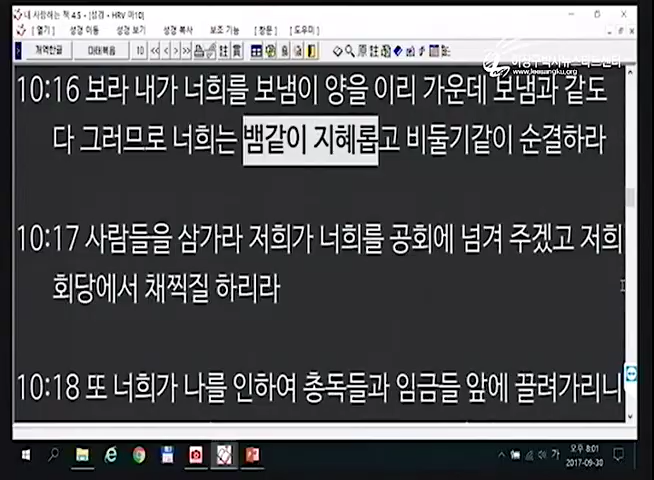 내 사랑하는 책 4.5 - [성경 - HRV 마10]
[열기] 성경 이동 성경 보기 성경 복사 보조 기능 [창문] [도우미]
개역한글 마태복음 10
www.leesangku.org
10:16 보라 내가 너희를 보냄이 양을 이리 가운데 보냄과 같도
다 그러므로 너희는 뱀같이 지혜롭고 비둘기같이 순결하라
10:17 사람들을 삼가라 저희가 너희를 공회에 넘겨 주겠고 저희
회당에서 채찍질 하리라
10:18 또 너희가 나를 인하여 총독들과 임금들 앞에 끌려가리니
가 오후 8:01
2017-09-30